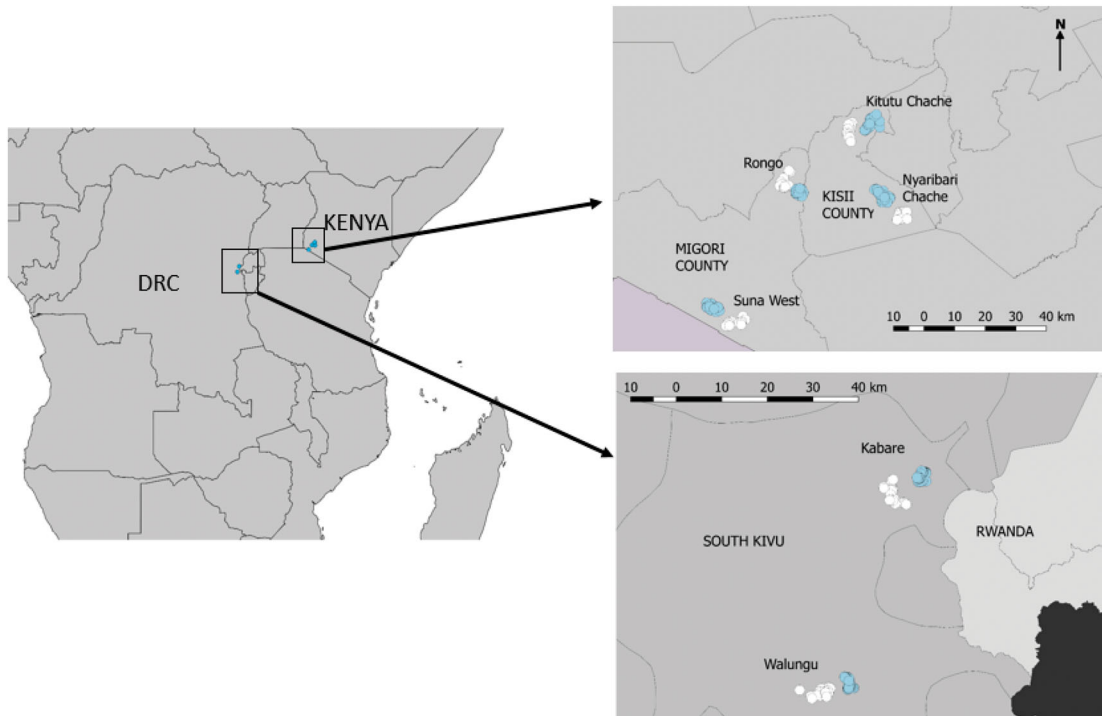 KENYA
DRC
N
Kitutu Chache
Rongo
Nyaribari
Chache
KISII
COUNTY
MIGORI
COUNTY
Suna West
10 0 10 20 30 40 km
10 0 10 20 30 40 km
Kabare
SOUTH KIVU
RWANDA
Walungu